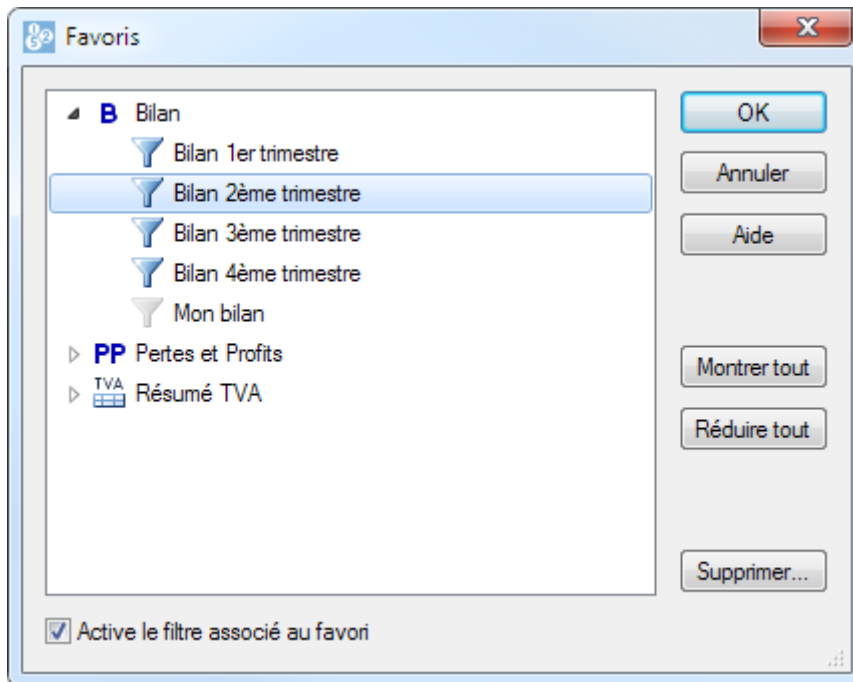 Favoris
B Bilan
Bilan 1er trimestre
Bilan 2ème trimestre
Bilan 3ème trimestre
Bilan 4ème trimestre
Mon bilan
PP Pertes et Profits
TVA Résumé TVA
OK
Annuler
Aide
Montrer tout
Réduire tout
Supprimer...
Active le filtre associé au favori